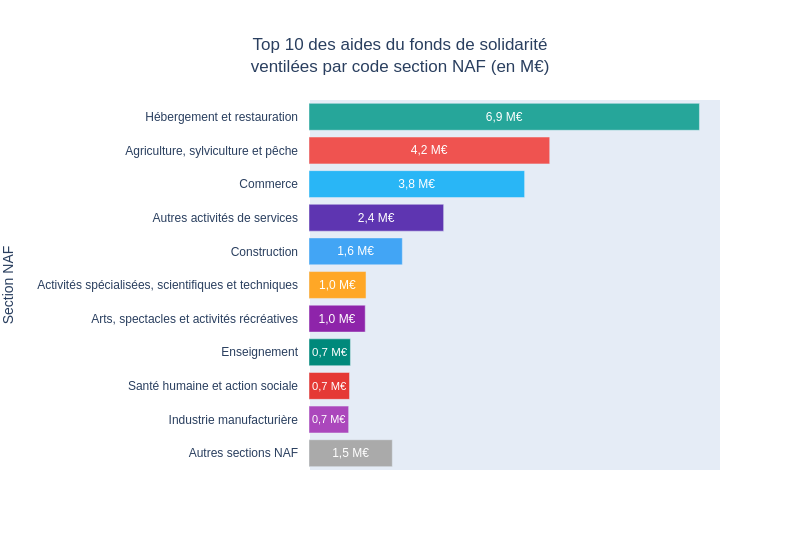 Top 10 des aides du fonds de solidarité
ventilées par code section NAF (en M€)
Section NAF
Hébergement et restauration 6,9 M€
Agriculture, sylviculture et pêche 4,2 M€
Commerce 3,8 M€
Autres activités de services 2,4 M€
Construction 1,6 M€
Activités spécialisées, scientifiques et techniques 1,0 M€
Arts, spectacles et activités récréatives 1,0 M€
Enseignement 0,7 M€
Santé humaine et action sociale 0,7 M€
Industrie manufacturière 0,7 M€
Autres sections NAF 1,5 M€